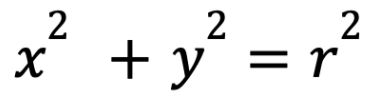 x² + y² = r²